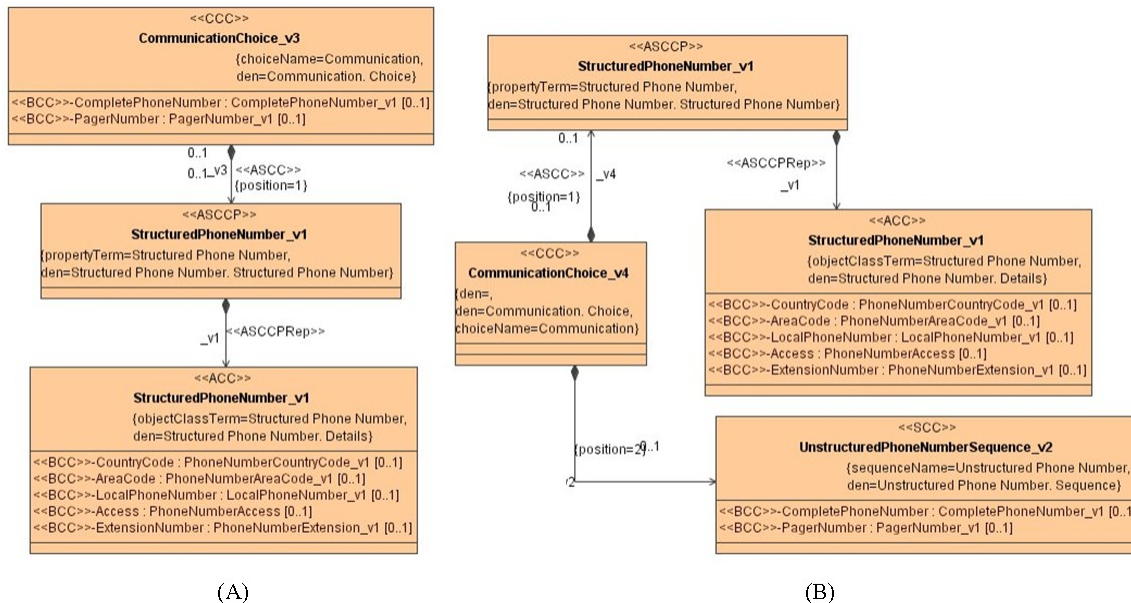 <<CCC>>
CommunicationChoice_v3
{choiceName=Communication,
den=Communication. Choice}
<<BCC>>-CompletePhoneNumber : CompletePhoneNumber_v1 [0..1]
<<BCC>>-PagerNumber : PagerNumber_v1 [0..1]
0..1
0..1 _v3
<<ASCC>>
{position=1}
<<ASCCP>>
StructuredPhoneNumber_v1
{propertyTerm=Structured Phone Number,
den=Structured Phone Number. Structured Phone Number}
_v1
<<ASCCPRep>>
<<ACC>>
StructuredPhoneNumber_v1
{objectClassTerm=Structured Phone Number,
den=Structured Phone Number. Details}
<<BCC>>-CountryCode : PhoneNumberCountryCode_v1 [0..1]
<<BCC>>-AreaCode : PhoneNumberAreaCode_v1 [0..1]
<<BCC>>-LocalPhoneNumber : LocalPhoneNumber_v1 [0..1]
<<BCC>>-Access : PhoneNumberAccess [0..1]
<<BCC>>-ExtensionNumber : PhoneNumberExtension_v1 [0..1]
(A)
<<ASCCP>>
StructuredPhoneNumber_v1
{propertyTerm=Structured Phone Number,
den=Structured Phone Number. Structured Phone Number}
0..1
<<ASCC>>
_v4
{position=1}
0..1
<<ASCCPRep>>
_v1
<<ACC>>
StructuredPhoneNumber_v1
{objectClassTerm=Structured Phone Number,
den=Structured Phone Number. Details}
<<BCC>>-CountryCode : PhoneNumberCountryCode_v1 [0..1]
<<BCC>>-AreaCode : PhoneNumberAreaCode_v1 [0..1]
<<BCC>>-LocalPhoneNumber : LocalPhoneNumber_v1 [0..1]
<<BCC>>-Access : PhoneNumberAccess [0..1]
<<BCC>>-ExtensionNumber : PhoneNumberExtension_v1 [0..1]
<<CCC>>
CommunicationChoice_v4
{den=,
den=Communication. Choice,
choiceName=Communication}
{position=2}
0..1
v2
<<SCC>>
UnstructuredPhoneNumberSequence_v2
{sequenceName=Unstructured Phone Number,
den=Unstructured Phone Number. Sequence}
<<BCC>>-CompletePhoneNumber : CompletePhoneNumber_v1 [0..1
<<BCC>>-PagerNumber : PagerNumber_v1 [0..1]
(B)